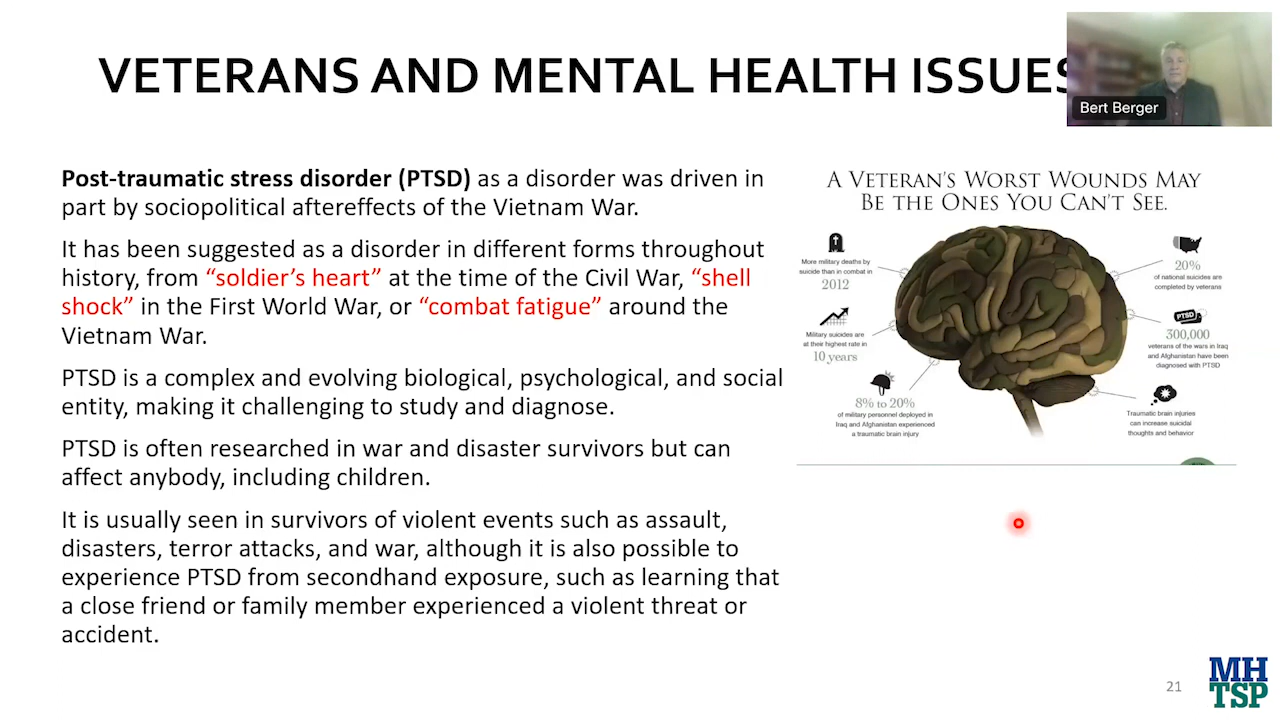 VETERANS AND MENTAL HEALTH ISSUES
Bert Berger
Post-traumatic stress disorder (PTSD) as a disorder was driven in
part by sociopolitical aftereffects of the Vietnam War.
It has been suggested as a disorder in different forms throughout
history, from “soldier’s heart” at the time of the Civil War, “shell
shock” in the First World War, or “combat fatigue” around the
Vietnam War.
PTSD is a complex and evolving biological, psychological, and social
entity, making it challenging to study and diagnose.
PTSD is often researched in war and disaster survivors but can
affect anybody, including children.
It is usually seen in survivors of violent events such as assault,
disasters, terror attacks, and war, although it is also possible to
experience PTSD from secondhand exposure, such as learning that
a close friend or family member experienced a violent threat or
accident.
A VETERAN’S WORST WOUNDS MAY
BE THE ONES YOU CAN’T SEE.
More military deaths by
suicide than in combat in
2012
Military suicides are
at their highest rate in
10 years
8% to 20%
of military personnel deployed in
Iraq and Afghanistan experienced
a traumatic brain injury
20%
of national suicides are
completed by veterans
PTSD
300,000
veterans of the wars in Iraq
and Afghanistan have been
diagnosed with PTSD
Traumatic brain injuries
can increase suicidal
thoughts and behavior
21
MH
TSP